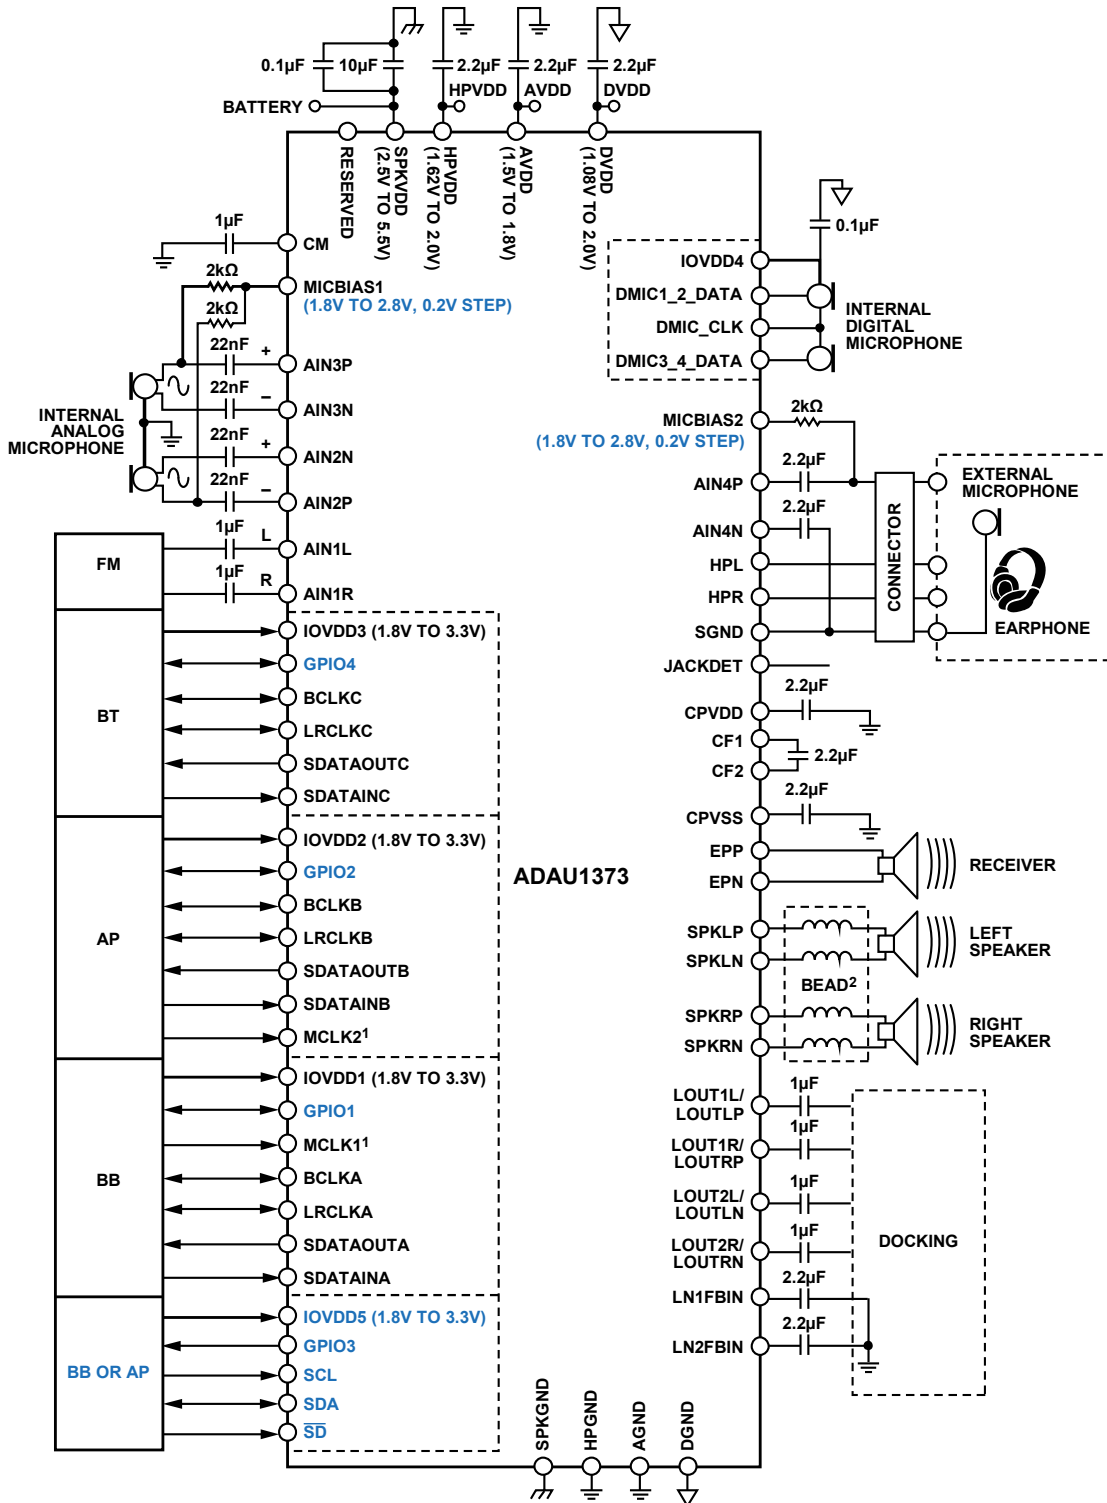 0.1µF
10µF
2.2µF
2.2µF
2.2µF
HPVDD
AVDD
DVDD
BATTERY
RESERVED
SPKVDD
(2.5V TO 5.5V)
HPVDD
(1.62V TO 2.0V)
AVDD
(1.5V TO 1.8V)
DVDD
(1.08V TO 2.0V)
1µF
CM
2kΩ
MICBIAS1
(1.8V TO 2.8V, 0.2V STEP)
2kΩ
22nF
+
AIN3P
22nF
–
AIN3N
INTERNAL
ANALOG
MICROPHONE
22nF
+
AIN2N
22nF
–
AIN2P
FM
1µF
L
AIN1L
1µF
R
AIN1R
BT
IOVDD3 (1.8V TO 3.3V)
GPIO4
BCLKC
LRCLKC
SDATAOUTC
SDATAINC
AP
IOVDD2 (1.8V TO 3.3V)
GPIO2
BCLKB
LRCLKB
SDATAOUTB
SDATAINB
MCLK2¹
BB
IOVDD1 (1.8V TO 3.3V)
GPIO1
MCLK1¹
BCLKA
LRCLKA
SDATAOUTA
SDATAINA
BB OR AP
IOVDD5 (1.8V TO 3.3V)
GPIO3
SCL
SDA
SD
ADAU1373
0.1µF
IOVDD4
DMIC1_2_DATA
DMIC_CLK
DMIC3_4_DATA
INTERNAL
DIGITAL
MICROPHONE
MICBIAS2
(1.8V TO 2.8V, 0.2V STEP)
2kΩ
2.2µF
AIN4P
2.2µF
AIN4N
HPL
HPR
SGND
CONNECTOR
EXTERNAL
MICROPHONE
EARPHONE
JACKDET
2.2µF
CPVDD
CF1
2.2µF
CF2
2.2µF
CPVSS
EPP
EPN
RECEIVER
SPKLP
SPKLN
LEFT
SPEAKER
BEAD²
SPKRP
SPKRN
RIGHT
SPEAKER
LOUT1L/
LOUTLP
1µF
LOUT1R/
LOUTRP
1µF
LOUT2L/
LOUTLN
1µF
LOUT2R/
LOUTRN
1µF
DOCKING
LN1FBIN
2.2µF
LN2FBIN
2.2µF
SPKGND
HPGND
AGND
DGND